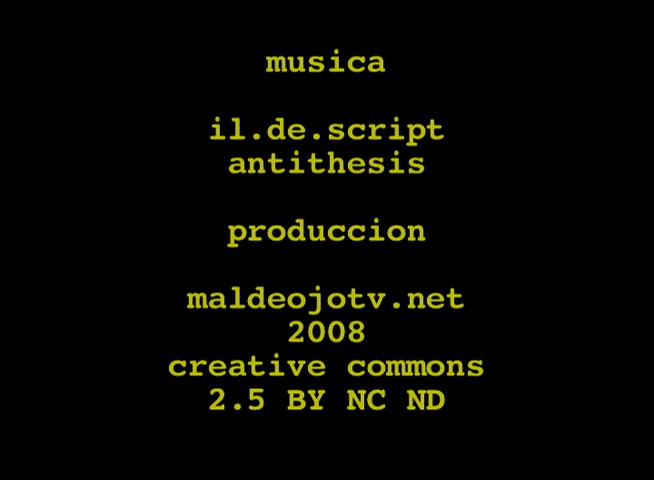 musica
il.de.script
antithesis
produccion
maldeojotv.net
2008
creative commons
2.5 BY NC ND